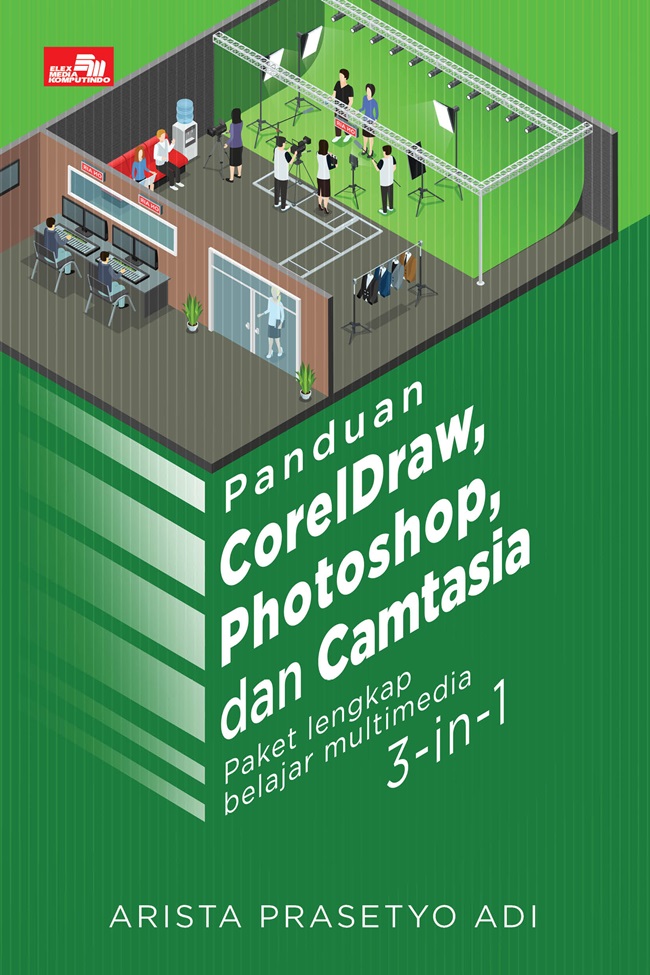 ELEX
MEDIA
KOMPUTINDO
Panduan
CorelDraw,
Photoshop,
dan Camtasia
Paket lengkap
belajar multimedia
3-in-1
ARISTA PRASETYO ADI